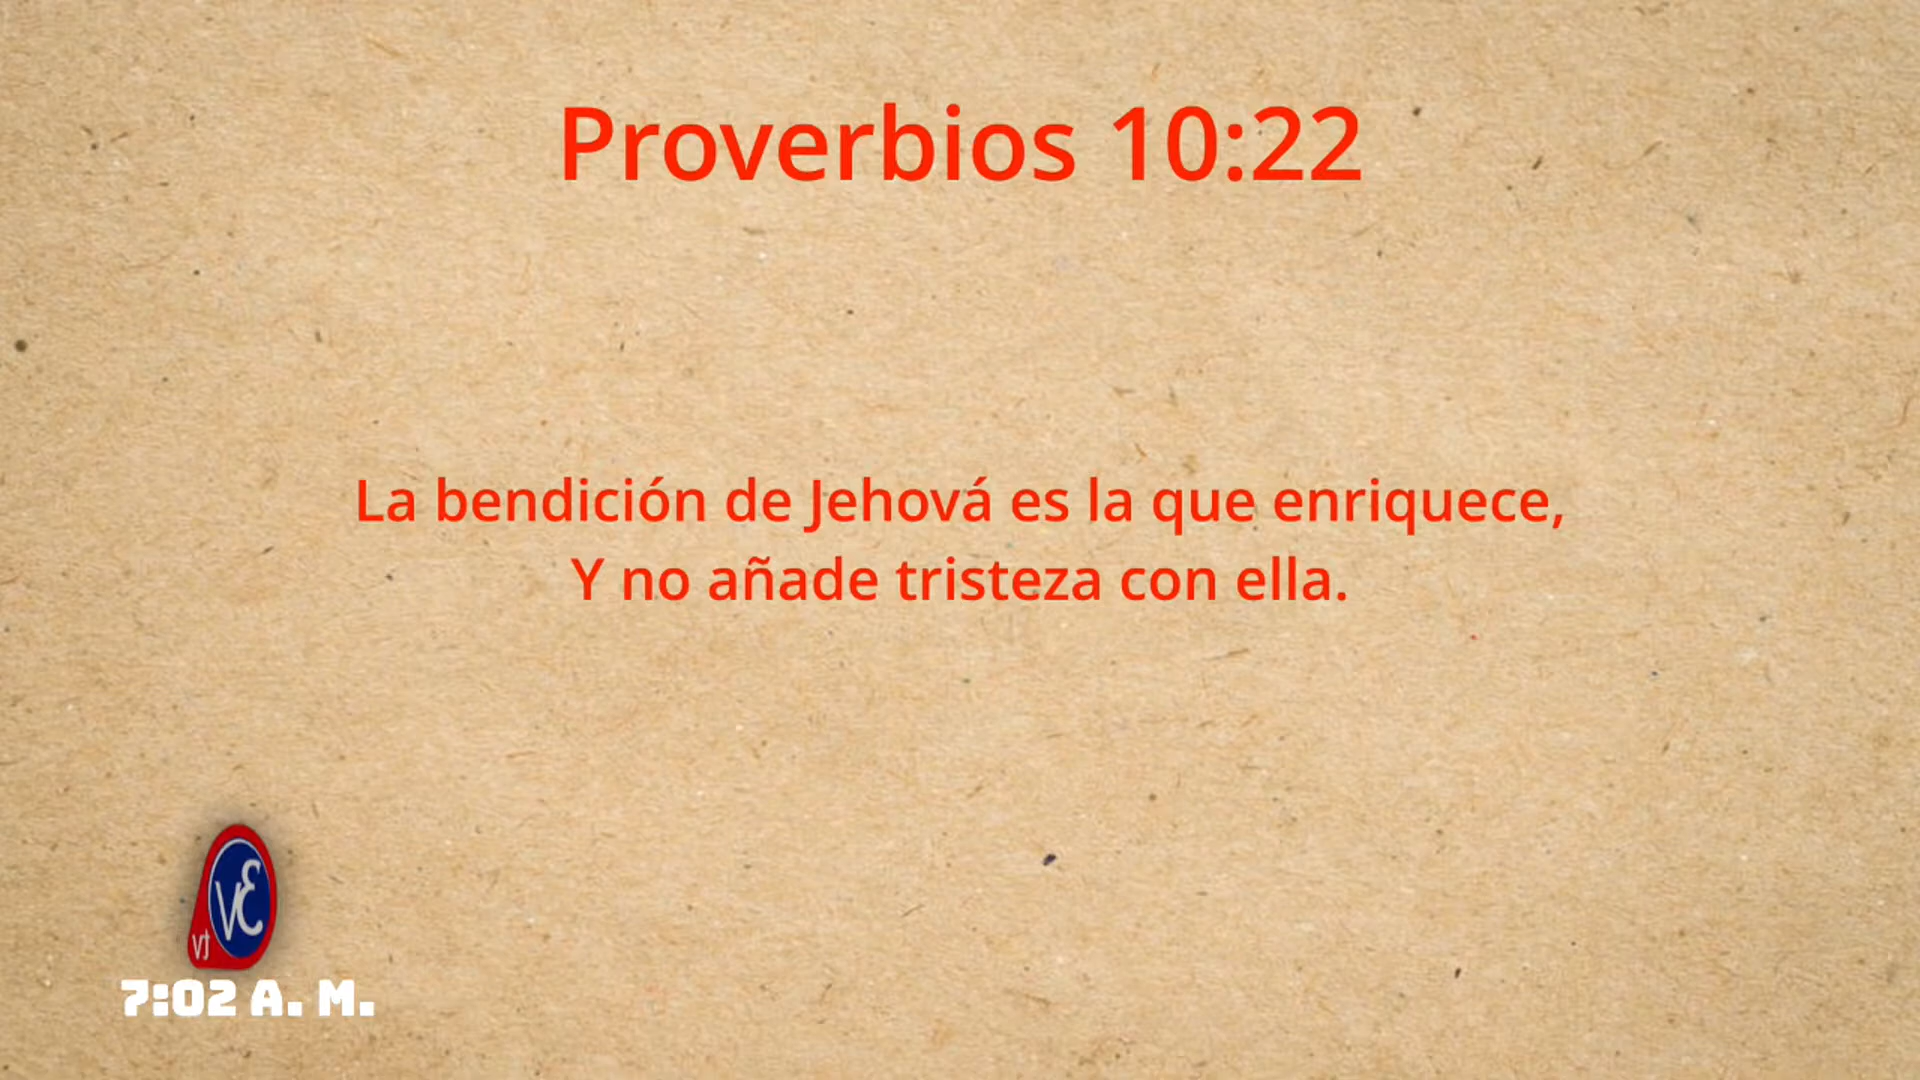 Proverbios 10:22
La bendición de Jehová es la que enriquece,
Y no añade tristeza con ella.
VE
VJ
7:02 A. M.